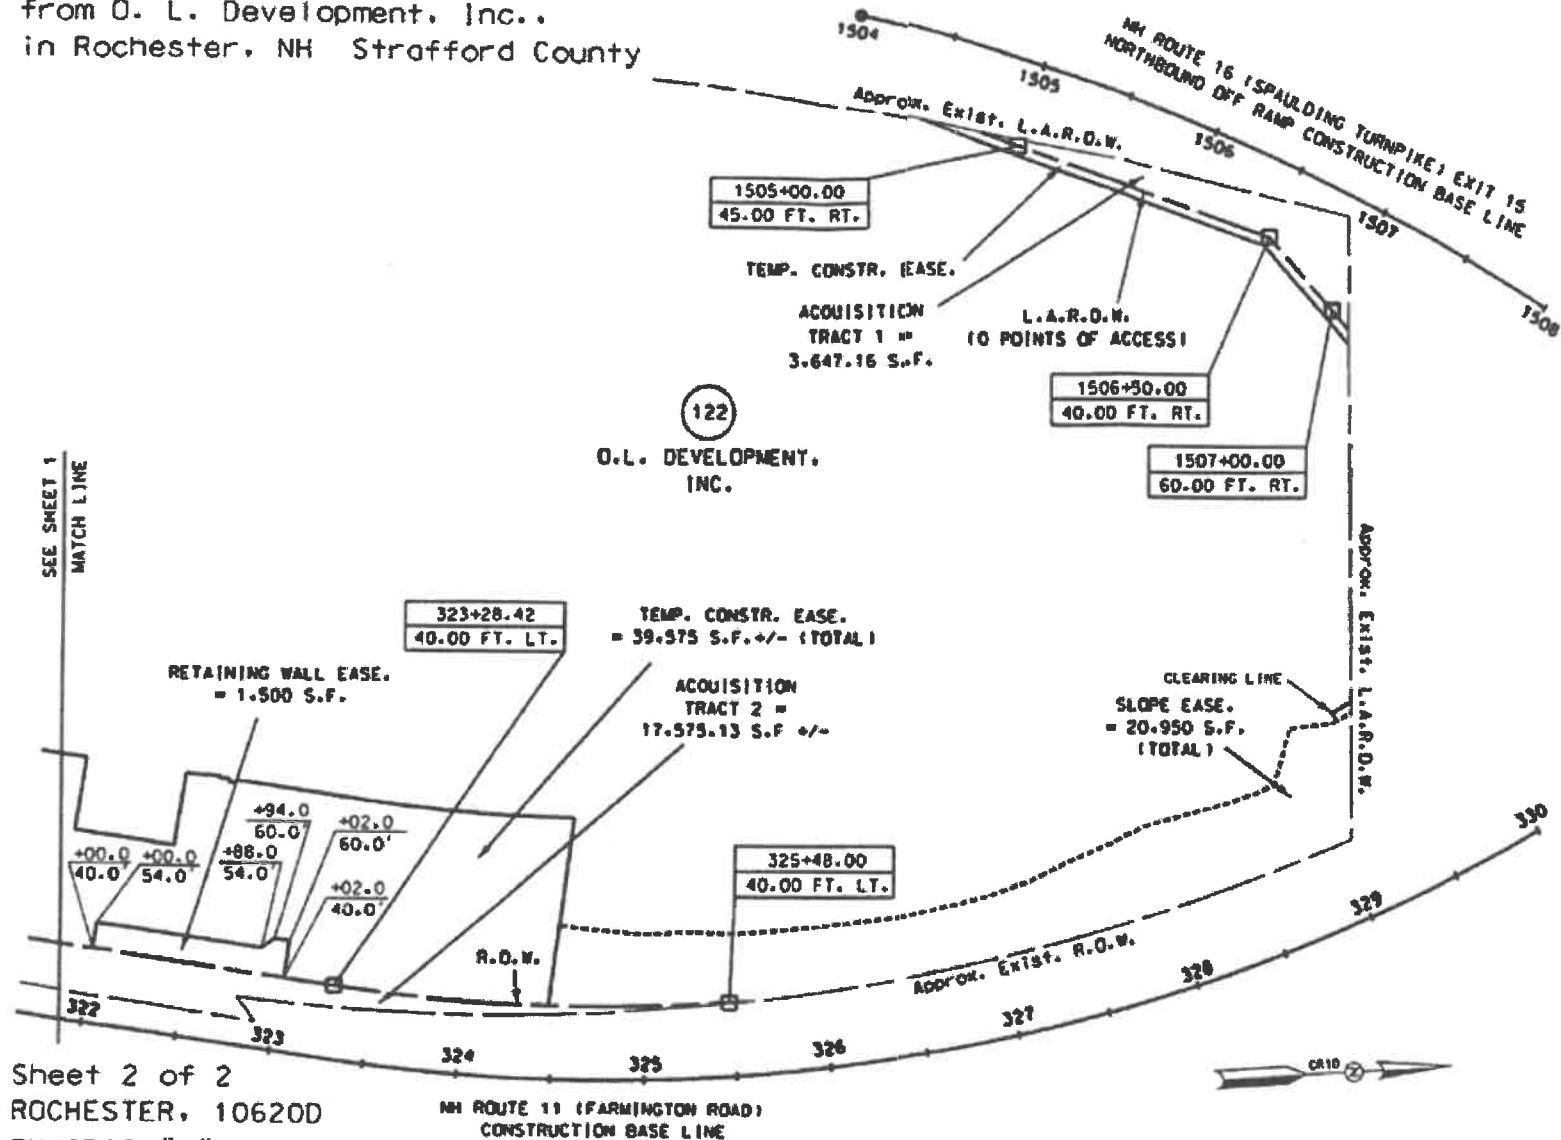 from O. L. Development, Inc.,
in Rochester, NH Strafford County
1504
1505
1506
1507
1508
NH ROUTE 16 (SPAULDING TURNPIKE) EXIT 15
NORTHBOUND OFF RAMP CONSTRUCTION BASE LINE
Approx. Exist. L.A.R.O.W.
1505+00.00
45.00 FT. RT.
TEMP. CONSTR. EASE.
ACQUISITION
TRACT 1 =
3,647.16 S.F.
L.A.R.O.W.
(0 POINTS OF ACCESS)
1506+50.00
40.00 FT. RT.
1507+00.00
60.00 FT. RT.
122
O.L. DEVELOPMENT,
INC.
SEE SHEET 1
MATCH LINE
Approx. Exist. L.A.R.O.W.
323+28.42
40.00 FT. LT.
TEMP. CONSTR. EASE.
= 39,575 S.F.+/- (TOTAL)
RETAINING WALL EASE.
= 1,500 S.F.
ACQUISITION
TRACT 2 =
17,575.13 S.F +/-
CLEARING LINE
SLOPE EASE.
= 20,950 S.F.
(TOTAL)
+00.0
40.0'
+00.0
54.0'
+88.0
54.0'
+94.0
60.0'
+02.0
60.0'
+02.0
40.0'
325+48.00
40.00 FT. LT.
R.O.W.
Approx. Exist. R.O.W.
322
323
324
325
326
327
328
329
330
Sheet 2 of 2
ROCHESTER, 10620D
NH ROUTE 11 (FARMINGTON ROAD)
CONSTRUCTION BASE LINE